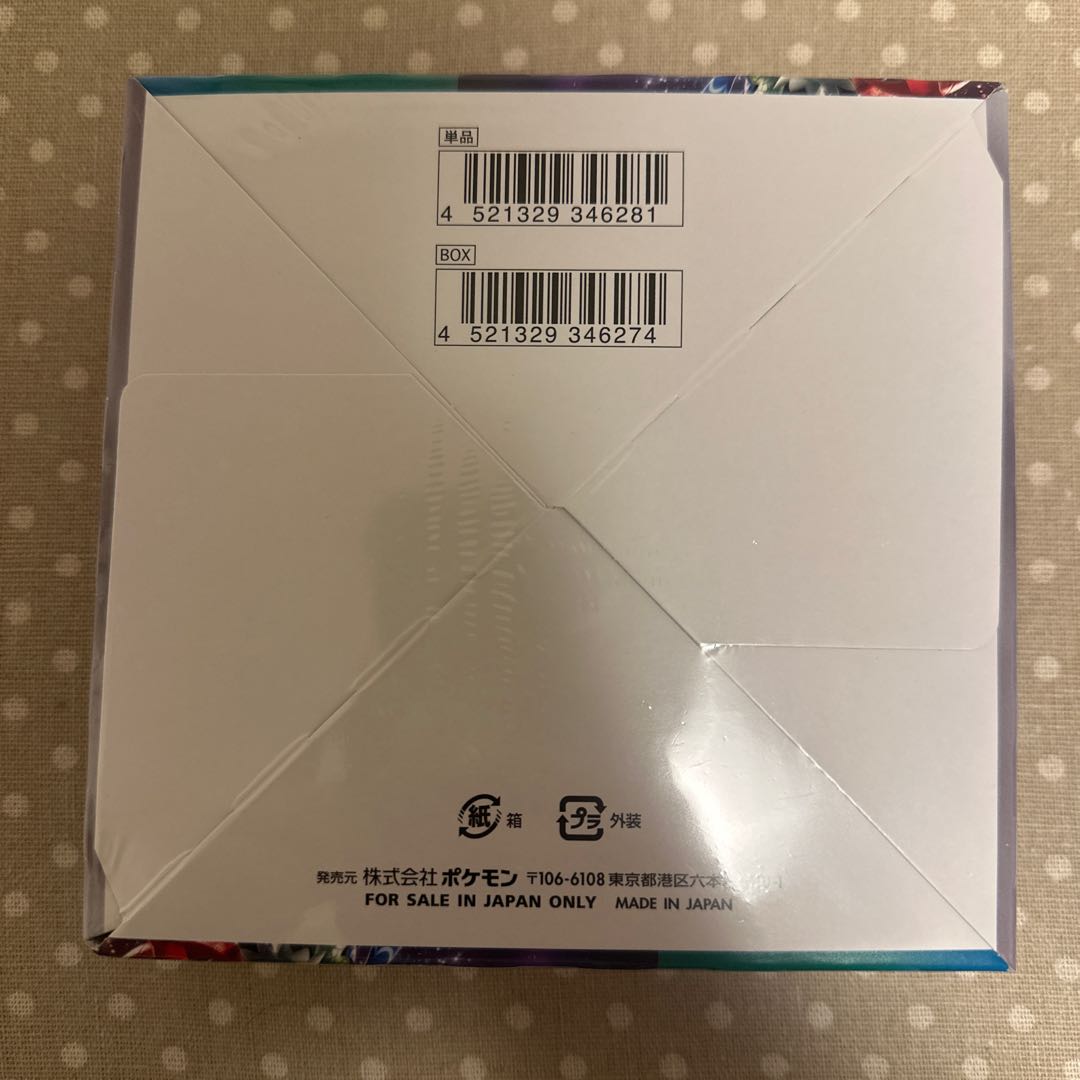 単品
4 521329 346281
BOX
4 521329 346274
紙 箱
プラ 外装
発売元 株式会社 ポケモン 〒106-6108 東京都港区六本
FOR SALE IN JAPAN ONLY MADE IN JAPAN